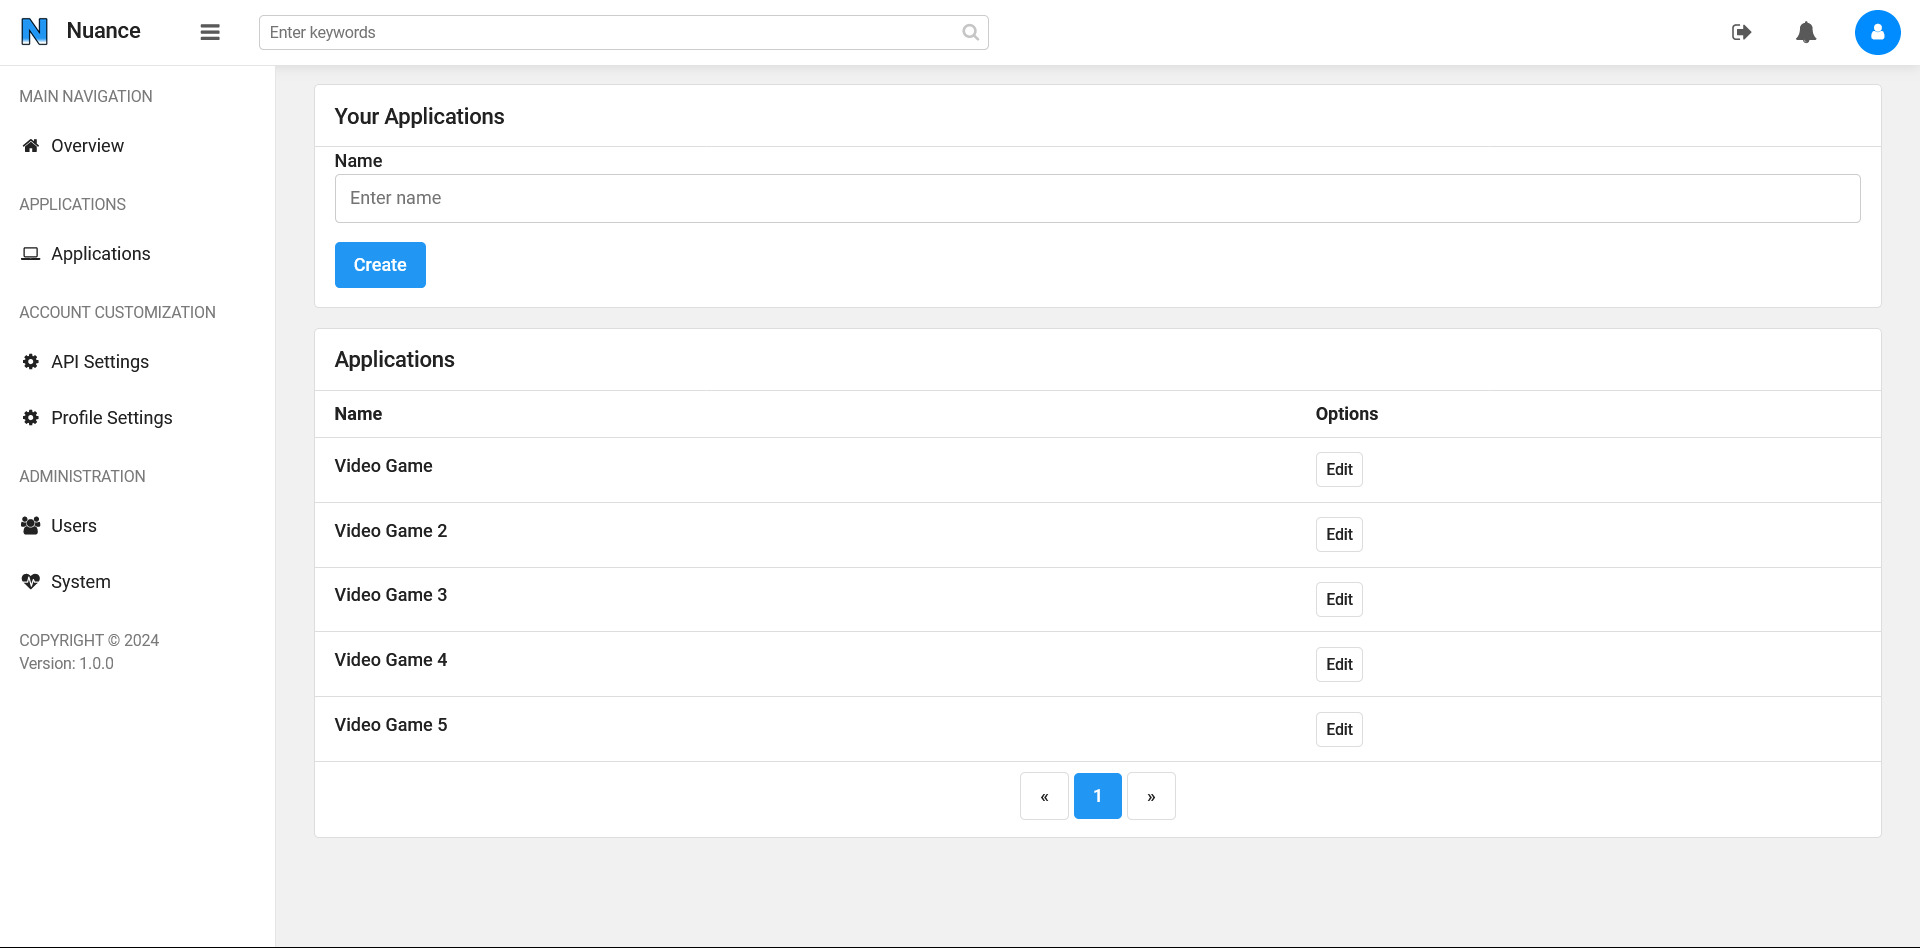 Nuance
Enter keywords
MAIN NAVIGATION
Overview
APPLICATIONS
Applications
ACCOUNT CUSTOMIZATION
API Settings
Profile Settings
ADMINISTRATION
Users
System
COPYRIGHT © 2024
Version: 1.0.0
Your Applications
Name
Enter name
Create
Applications
Name Options
Video Game Edit
Video Game 2 Edit
Video Game 3 Edit
Video Game 4 Edit
Video Game 5 Edit
« 1 »